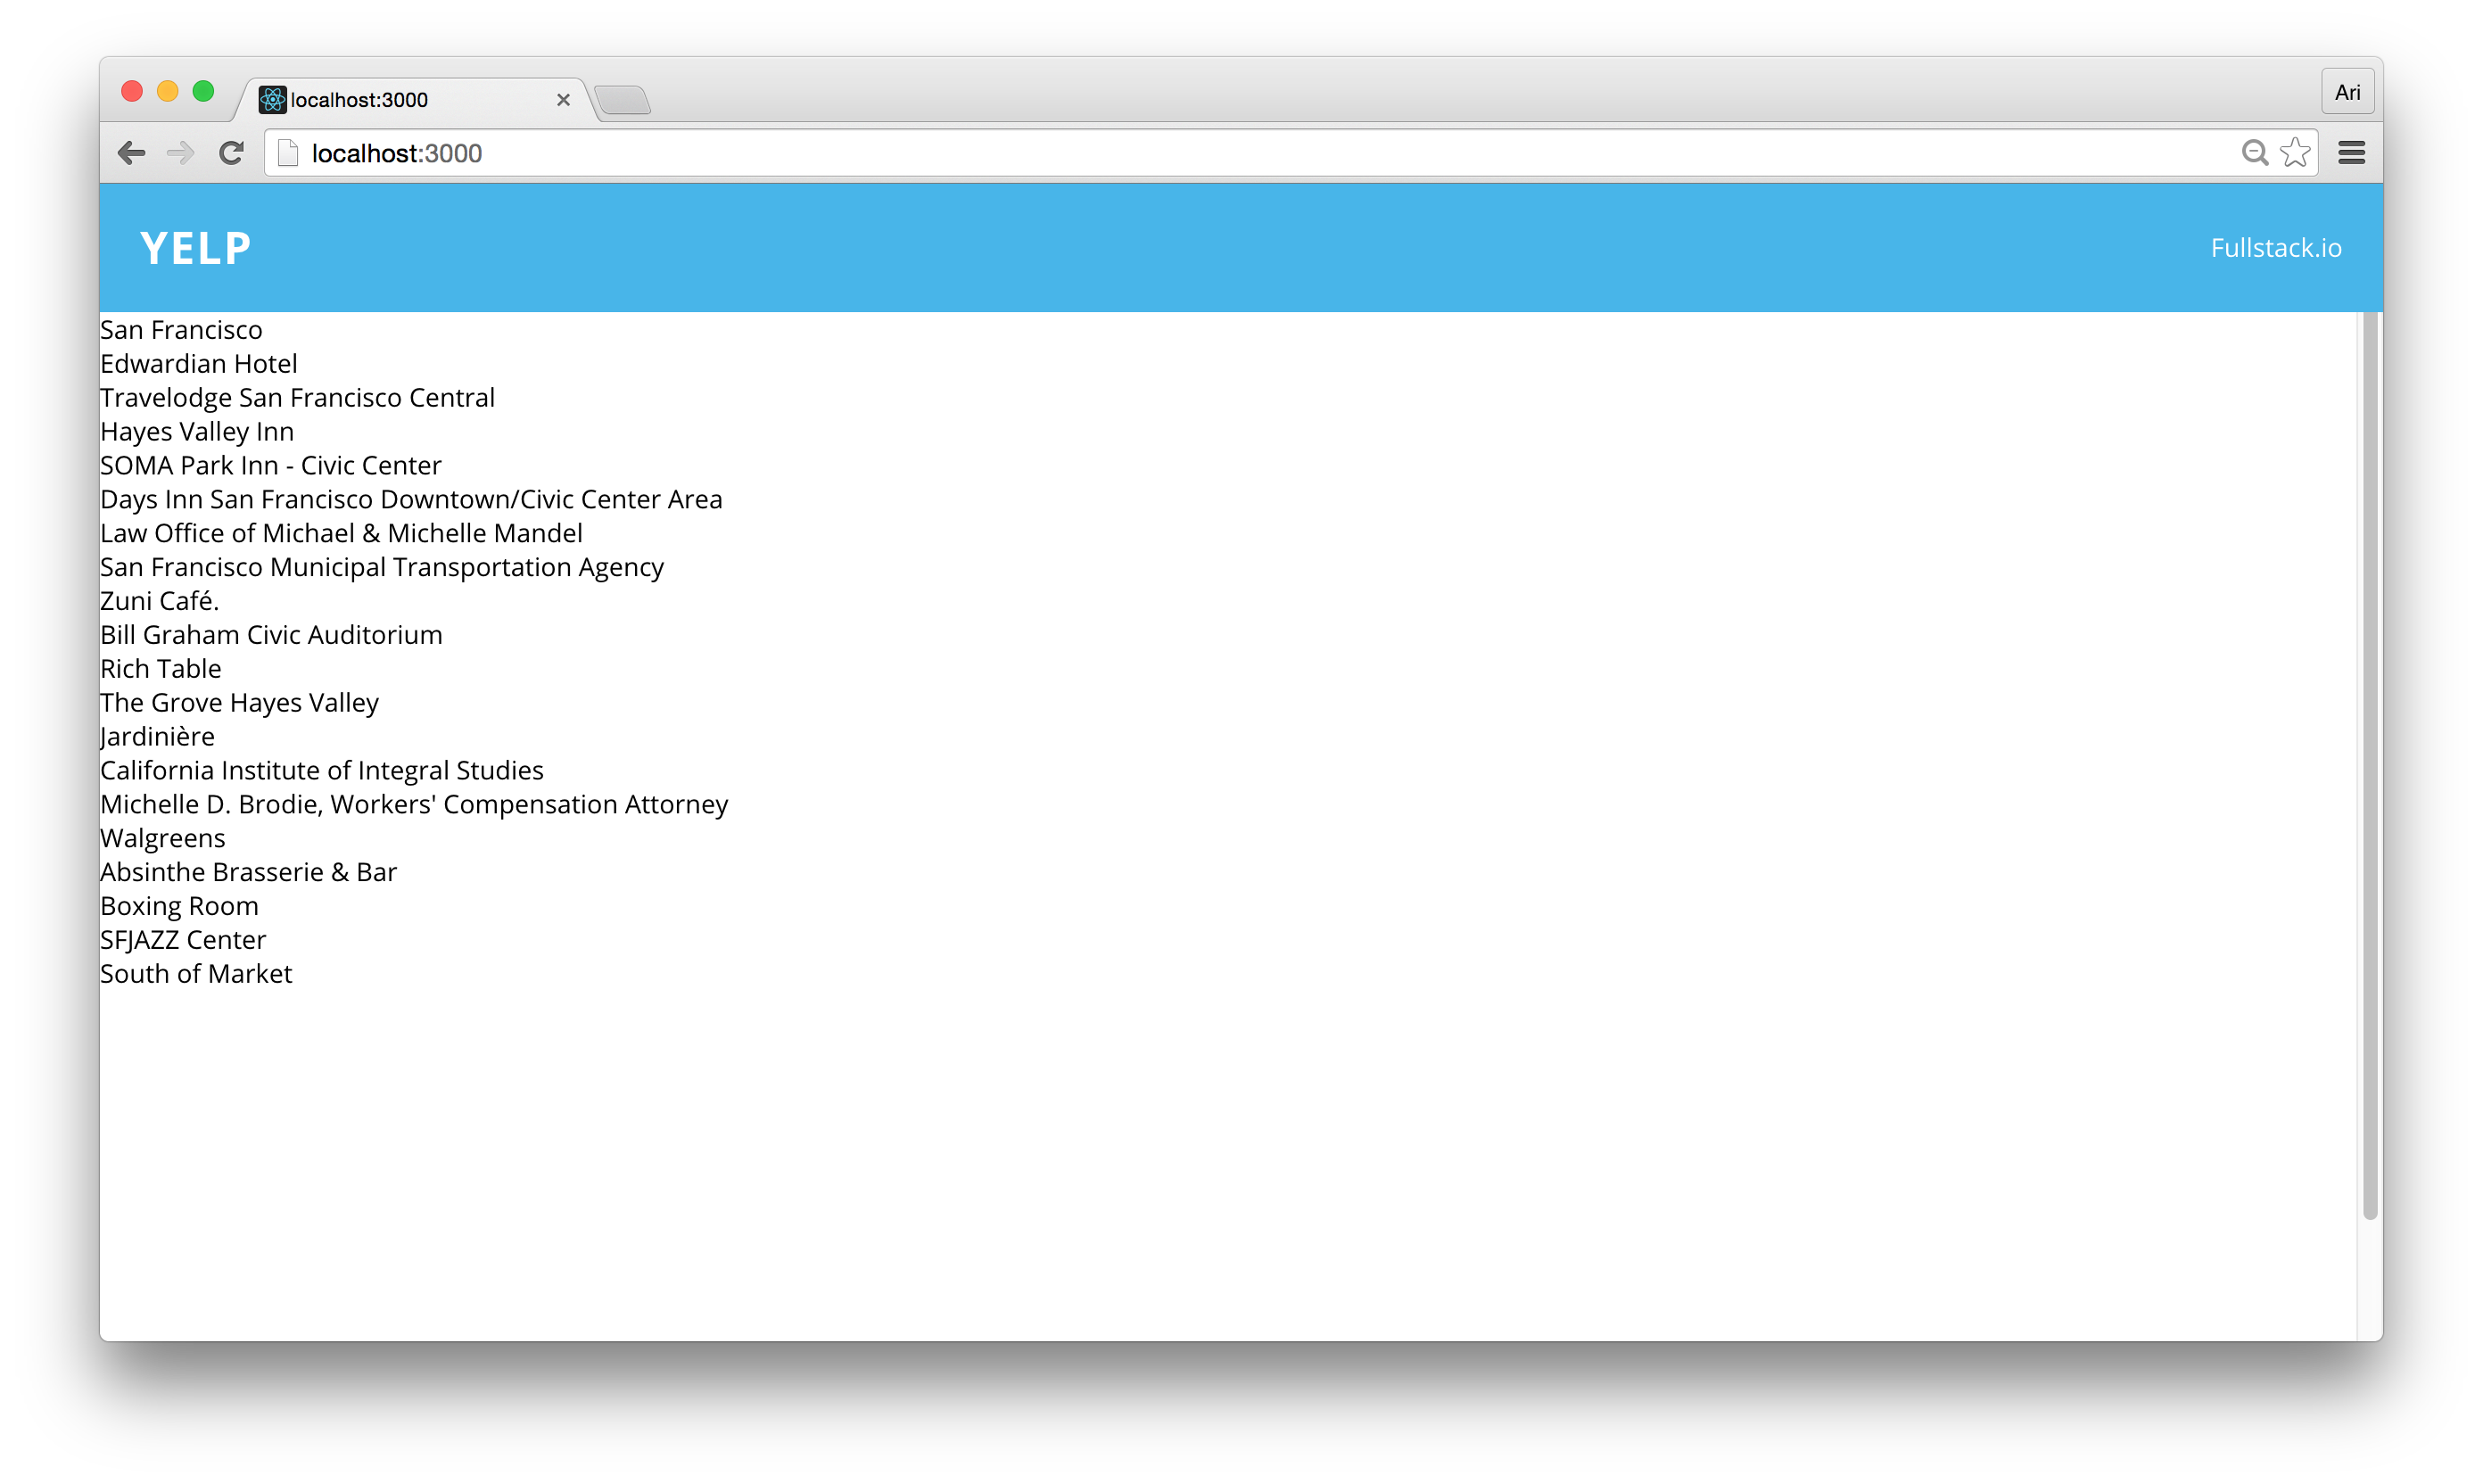 localhost:3000
Ari
localhost:3000
YELP
Fullstack.io
San Francisco
Edwardian Hotel
Travelodge San Francisco Central
Hayes Valley Inn
SOMA Park Inn - Civic Center
Days Inn San Francisco Downtown/Civic Center Area
Law Office of Michael & Michelle Mandel
San Francisco Municipal Transportation Agency
Zuni Café.
Bill Graham Civic Auditorium
Rich Table
The Grove Hayes Valley
Jardinière
California Institute of Integral Studies
Michelle D. Brodie, Workers' Compensation Attorney
Walgreens
Absinthe Brasserie & Bar
Boxing Room
SFJAZZ Center
South of Market